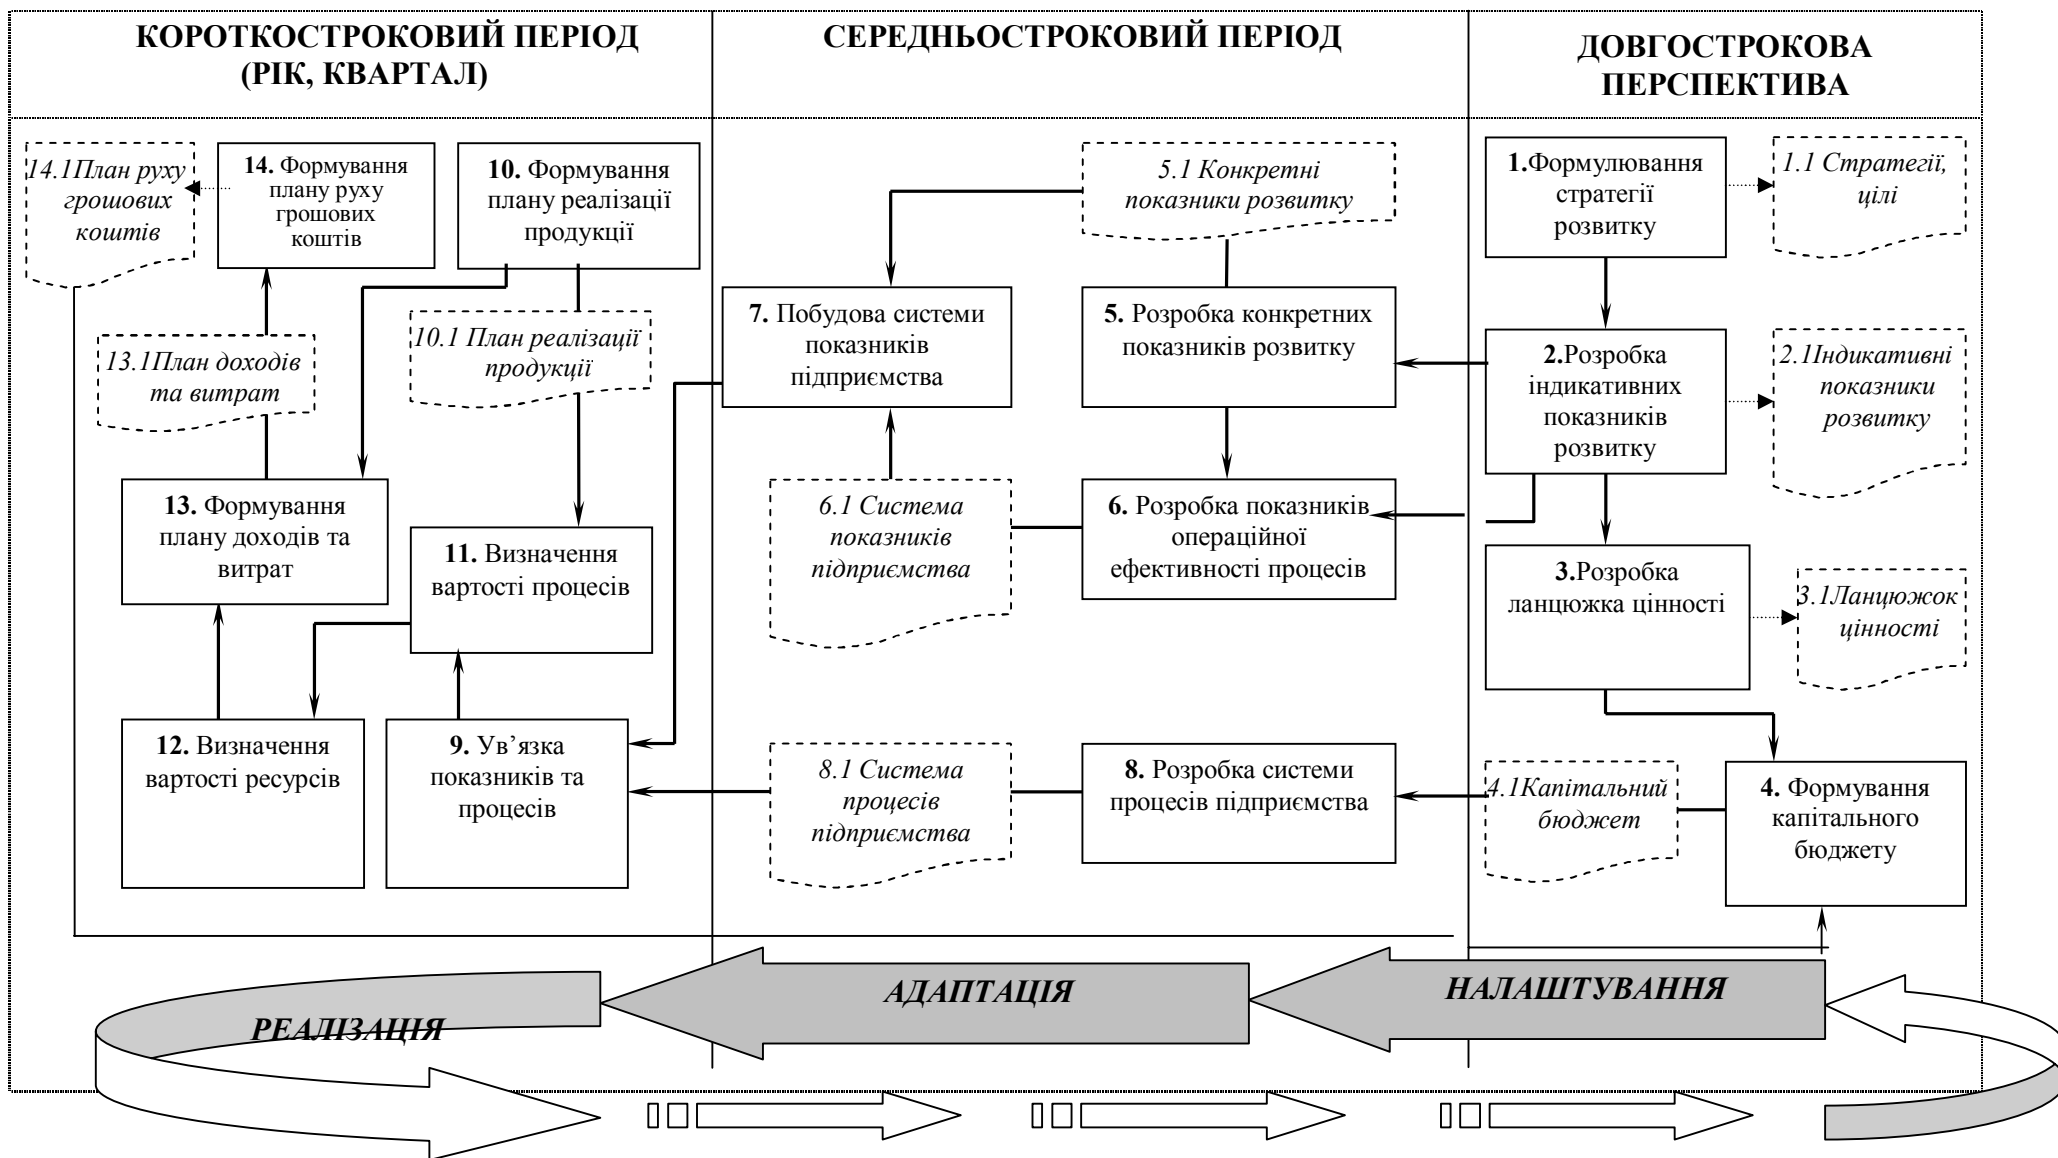 КОРОТКОСТРОКОВИЙ ПЕРІОД
(РІК, КВАРТАЛ)
СЕРЕДНЬОСТРОКОВИЙ ПЕРІОД
ДОВГОСТРОКОВА
ПЕРСПЕКТИВА
14.1План руху
грошових
коштів
14. Формування
плану руху
грошових
коштів
10. Формування
плану реалізації
продукції
13.1План доходів
та витрат
10.1 План реалізації
продукції
13. Формування
плану доходів та
витрат
11. Визначення
вартості процесів
12. Визначення
вартості ресурсів
9. Ув’язка
показників та
процесів
5.1 Конкретні
показники розвитку
7. Побудова системи
показників
підприємства
5. Розробка конкретних
показників розвитку
6.1 Система
показників
підприємства
6. Розробка показників
операційної
ефективності процесів
8.1 Система
процесів
підприємства
8. Розробка системи
процесів підприємства
1.Формулювання
стратегії
розвитку
1.1 Стратегії,
цілі
2.Розробка
індикативних
показників
розвитку
2.1Індикативні
показники
розвитку
3.Розробка
ланцюжка цінності
3.1Ланцюжок
цінності
4.1Капітальний
бюджет
4. Формування
капітального
бюджету
РЕАЛІЗАЦІЯ
АДАПТАЦІЯ
НАЛАШТУВАННЯ